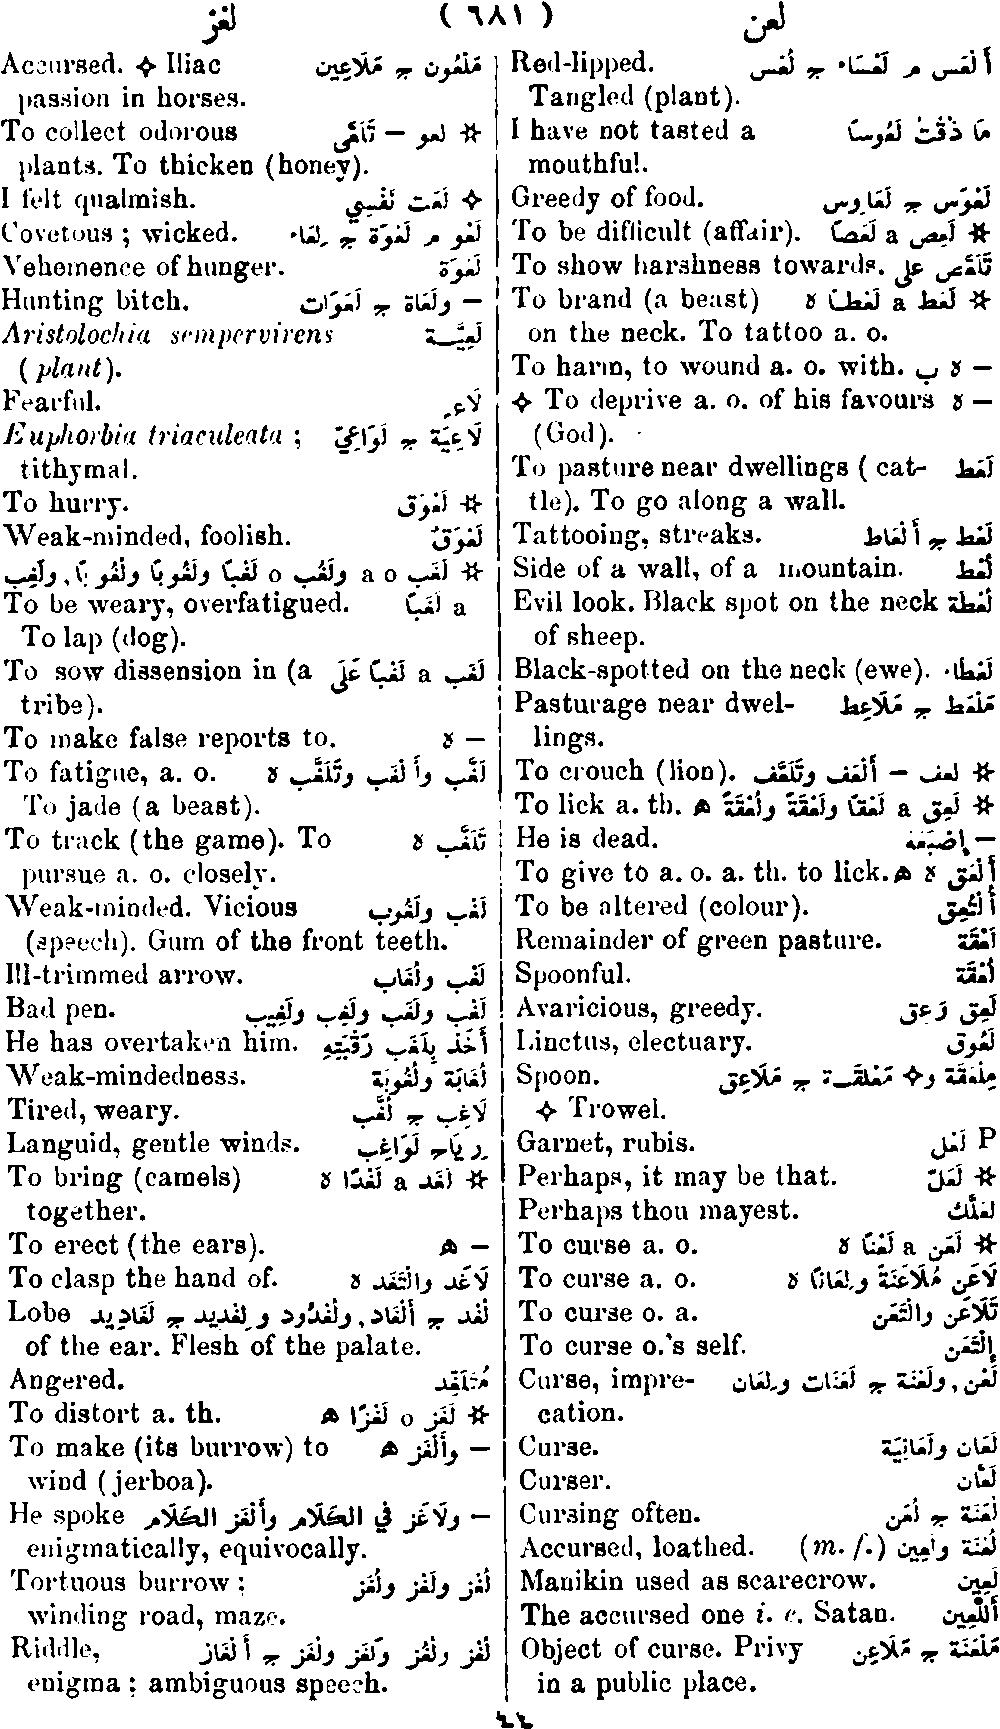 لغز ( ٦٨١ ) لعن
Red-lipped. أَلْعَس م لَعْسَاء ج لُعْس
Tangled (plant).
I have not tasted a مَا ذُقْتُ لَعُوسًا
mouthful.
Greedy of food. لَعْوَس ج لَعَاوِس
To be difficult (affair). ☆ لَعِص a لَعَصًا
To show harshness towards. تَلَعَّص عَلَى
To brand (a beast) ☆ لَعَط a لَعْطًا ه
on the neck. To tattoo a. o.
To harm, to wound a. o. with. — ه ب
✧ To deprive a. o. of his favours — ه
(God).
To pasture near dwellings (cat- لَعَط
tle). To go along a wall.
Tattooing, streaks. لَعْط ج أَلْعَاط
Side of a wall, of a mountain. لُعْط
Evil look. Black spot on the neck لُعْطَة
of sheep.
Black-spotted on the neck (ewe). لَعْطَاء
Pasturage near dwel- مَلْعَط ج مَلَاعِط
lings.
To crouch (lion). ☆ لعف — أَلْعَف وتَلَعَّف
To lick a. th. ☆ لَعِق a لَعْقًا ولَعْقَةً ولُعْقَةً ه
He is dead. — إِصْبَعَهُ
To give to a. o. a. th. to lick. أَلْعَق ه ه
To be altered (colour). أُلْتُعِق
Remainder of green pasture. لَعْقَة
Spoonful. لُعْقَة
Avaricious, greedy. لَعِق وَعِق
Linctus, electuary. لَعُوق
Spoon. مِلْعَقَة و✧ مَعْلَقَة ج مَلَاعِق
✧ Trowel.
Garnet, rubis. P لَعْل
Perhaps, it may be that. ☆ لَعَلّ
Perhaps thou mayest. لَعَلَّكَ
To curse a. o. ☆ لَعَن a لَعْنًا ه
To curse a. o. لَاعَن مُلَاعَنَةً ولِعَانًا ه
To curse o. a. تَلَاعَن والْتَعَن
To curse o.'s self. إِلْتَعَن
Curse, impre- لَعْن, ولَعْنَة ج لَعَنَات ولِعَان
cation.
Curse. لَعَان ولَعَانِيَة
Curser. لَعَّان
Cursing often. لُعَنَة ج لُعَن
Accursed, loathed. لُعْنَة ولَعِين (m. f.)
Manikin used as scarecrow. لَعِين
The accursed one i. e. Satan. أَللَّعِين
Object of curse. Privy مَلْعَنَة ج مَلَاعِن
in a public place.
Accursed. ✧ Iliac مَلْعُون ج مَلَاعِين
passion in horses.
To collect odorous ☆ لعو — تَلَعَّى
plants. To thicken (honey).
I felt qualmish. ✧ لَعَت نَفْسِي
Covetous ; wicked. لَعْو م لَعْوَة ج لِعَاء
Vehemence of hunger. لَعْوَة
Hunting bitch. — ولَعَاة ج لَعَوَات
Aristolochia sempervirens لَعِيَّة
(plant).
Fearful. لَاعٍ
Euphorbia triaculeata ; لَاعِيَة ج لَوَاعِيّ
tithymal.
To hurry. ☆ لَعْوَق
Weak-minded, foolish. لَعْوَقٌ
☆ لَغَب a o ولَغُب o لَغْبًا ولُغُوبًا ولَغُوبًا, ولَغِب
To be weary, overfatigued. a لَغَبًا
To lap (dog).
To sow dissension in (a لَغَب a لَغْبًا عَلَى
tribe).
To make false reports to. — ه
To fatigue, a. o. لَغَّب وأَلْغَب وتَلَغَّب ه
To jade (a beast).
To track (the game). To تَلَغَّب ه
pursue a. o. closely.
Weak-minded. Vicious لَغْب ولَغُوب
(speech). Gum of the front teeth.
Ill-trimmed arrow. لَغْب ولُغَاب
Bad pen. لَغْب ولَغَب ولَغِب ولَغِيب
He has overtaken him. أَخَذَ بِلَغَب رَقَبَتِهِ
Weak-mindedness. لُغَابَة ولُغُوبَة
Tired, weary. لَاغِب ج لُغَّب
Languid, gentle winds. رِيَاح لَوَاغِب
To bring (camels) ☆ لَغَد a لَغْدًا ه
together.
To erect (the ears). — ه
To clasp the hand of. لَاغَد والْتَغَد ه
Lobe لُغْد ج أَلْغَاد, ولُغْدُود ولِغْدِيد ج لَغَادِيد
of the ear. Flesh of the palate.
Angered. مُتَلَغِّد
To distort a. th. ☆ لَغَز o لَغْزًا ه
To make (its burrow) to — وأَلْغَز ه
wind (jerboa).
He spoke — ولَاغَز فِي الكَلَام وأَلْغَز الكَلَام
enigmatically, equivocally.
Tortuous burrow ; لُغْز ولَغْز ولُغَز
winding road, maze.
Riddle, لُغْز ولُغُز ولَغَز ولُغَز ج أَلْغَاز
enigma ; ambiguous speech.
٤٤